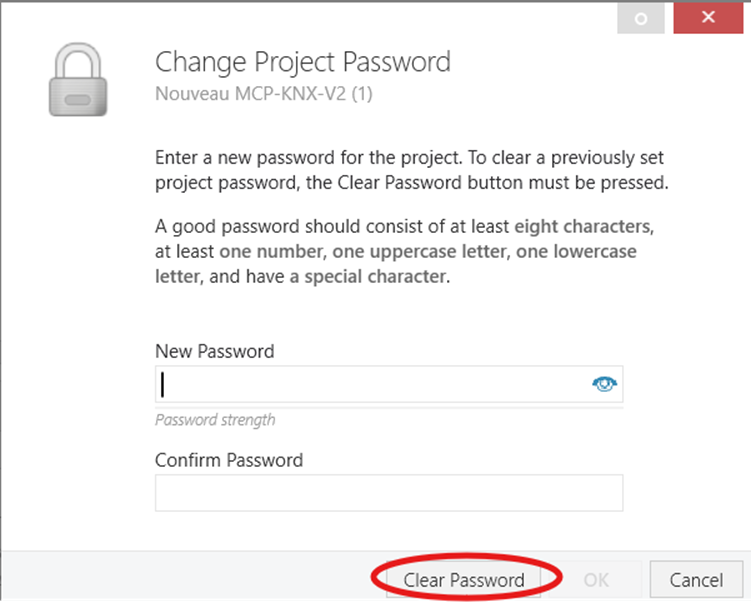 Change Project Password
Nouveau MCP-KNX-V2 (1)
Enter a new password for the project. To clear a previously set
project password, the Clear Password button must be pressed.
A good password should consist of at least eight characters,
at least one number, one uppercase letter, one lowercase
letter, and have a special character.
New Password
Password strength
Confirm Password
Clear Password OK Cancel